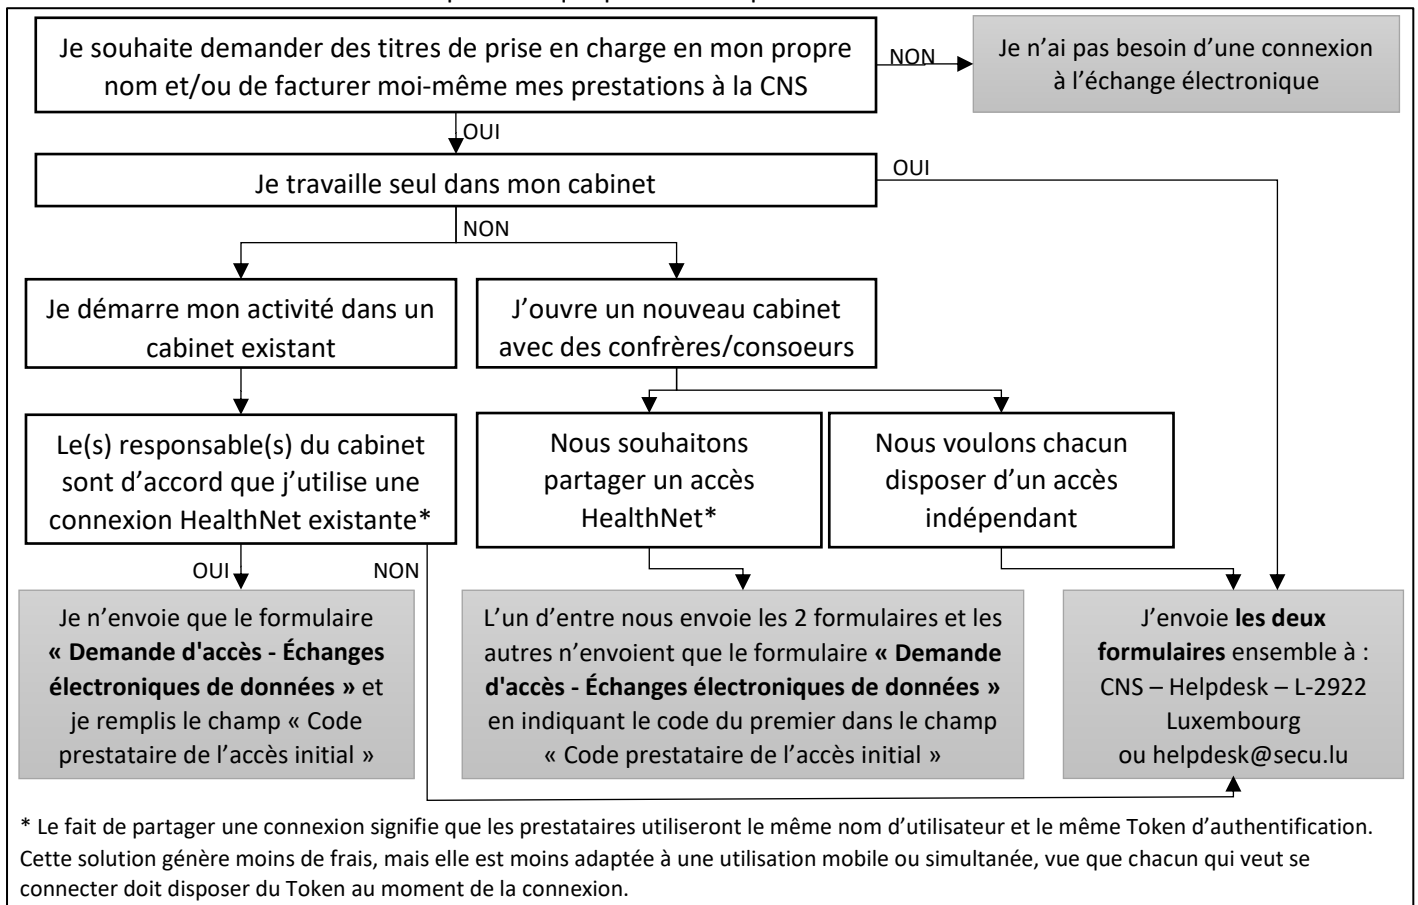 Je souhaite demander des titres de prise en charge en mon propre
nom et/ou de facturer moi-même mes prestations à la CNS
NON
Je n'ai pas besoin d'une connexion
à l'échange électronique
OUI
Je travaille seul dans mon cabinet
OUI
NON
Je démarre mon activité dans un
cabinet existant
J'ouvre un nouveau cabinet
avec des confrères/consoeurs
Le(s) responsable(s) du cabinet
sont d'accord que j'utilise une
connexion HealthNet existante*
Nous souhaitons
partager un accès
HealthNet*
Nous voulons chacun
disposer d'un accès
indépendant
OUI
NON
Je n'envoie que le formulaire
« Demande d'accès - Échanges
électroniques de données » et
je remplis le champ « Code
prestataire de l'accès initial »
L'un d'entre nous envoie les 2 formulaires et les
autres n'envoient que le formulaire « Demande
d'accès - Échanges électroniques de données »
en indiquant le code du premier dans le champ
« Code prestataire de l'accès initial »
J'envoie les deux
formulaires ensemble à :
CNS – Helpdesk – L-2922
Luxembourg
ou helpdesk@secu.lu
* Le fait de partager une connexion signifie que les prestataires utiliseront le même nom d'utilisateur et le même Token d'authentification.
Cette solution génère moins de frais, mais elle est moins adaptée à une utilisation mobile ou simultanée, vue que chacun qui veut se
connecter doit disposer du Token au moment de la connexion.